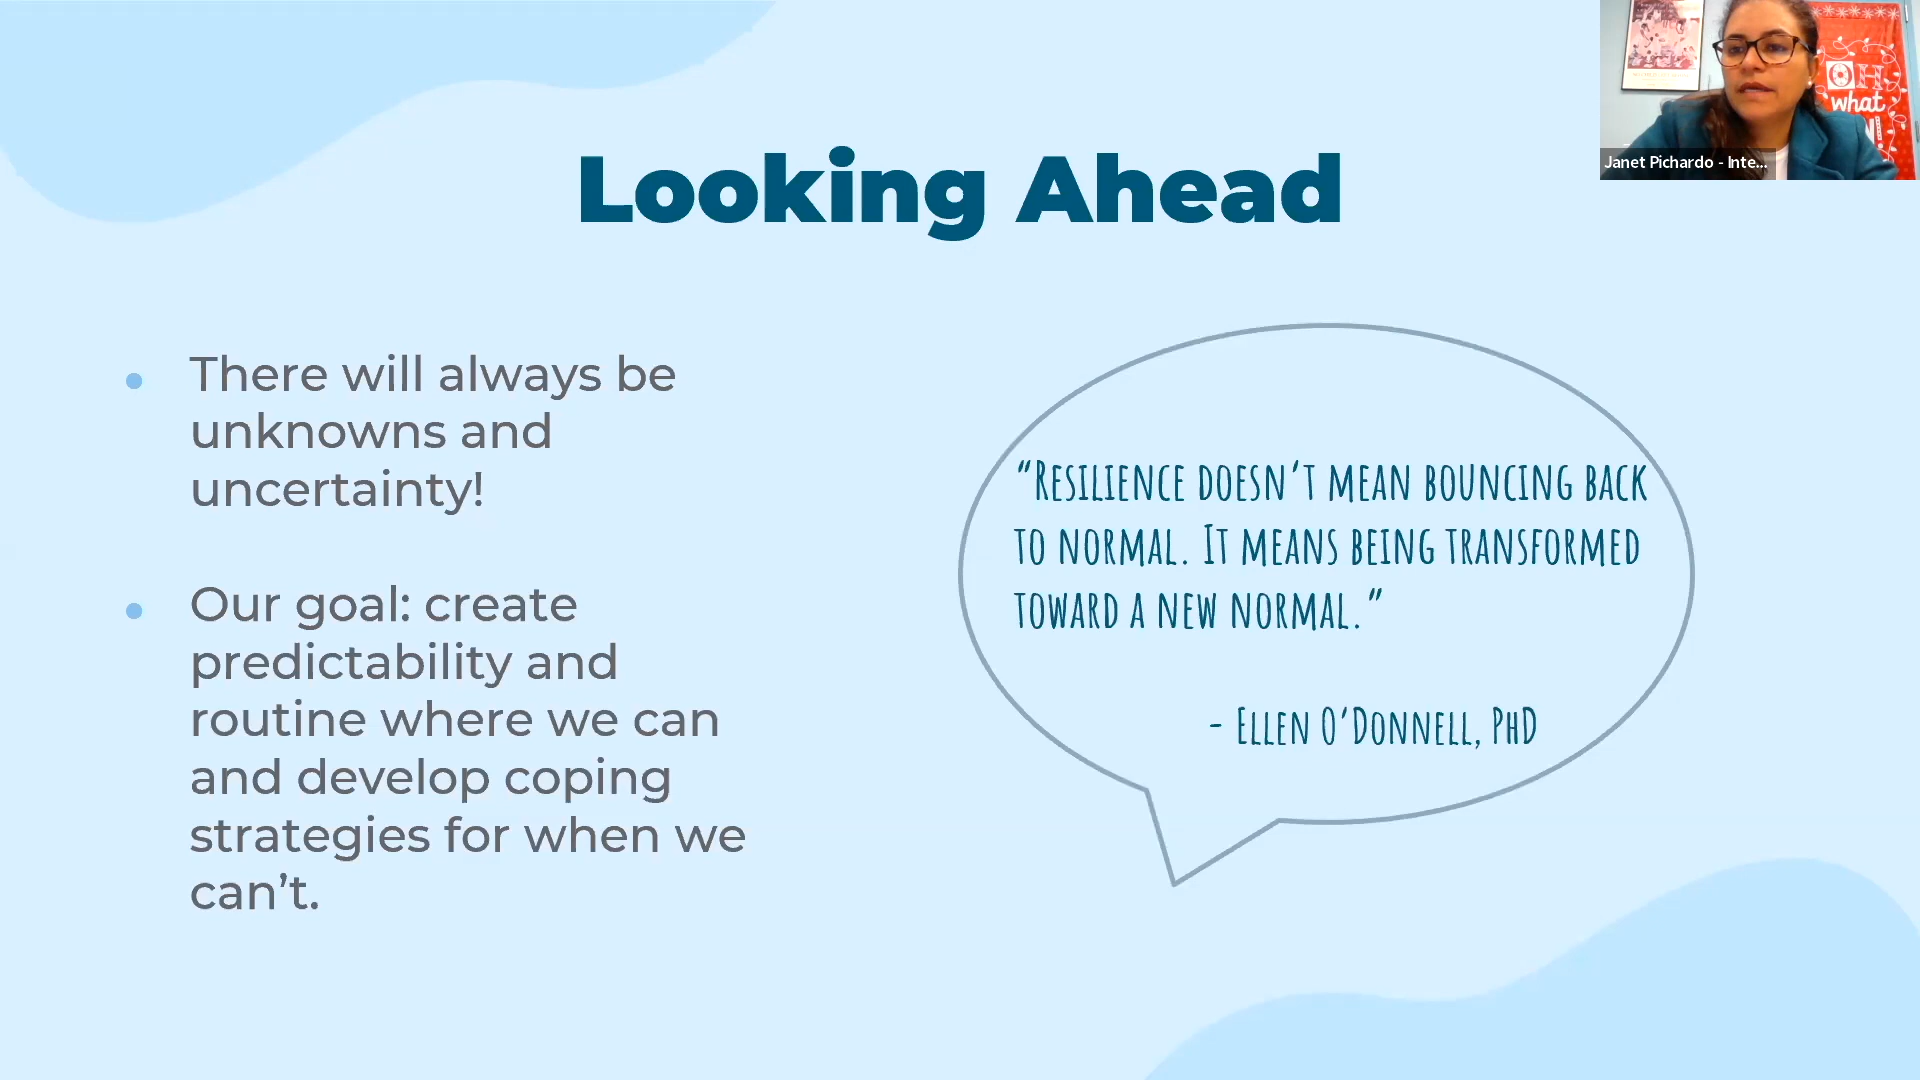 Looking Ahead
There will always be
unknowns and
uncertainty!
Our goal: create
predictability and
routine where we can
and develop coping
strategies for when we
can’t.
“Resilience doesn’t mean bouncing back
to normal. It means being transformed
toward a new normal.”
- Ellen O’Donnell, PhD
OH
what
Janet Pichardo - Inte...